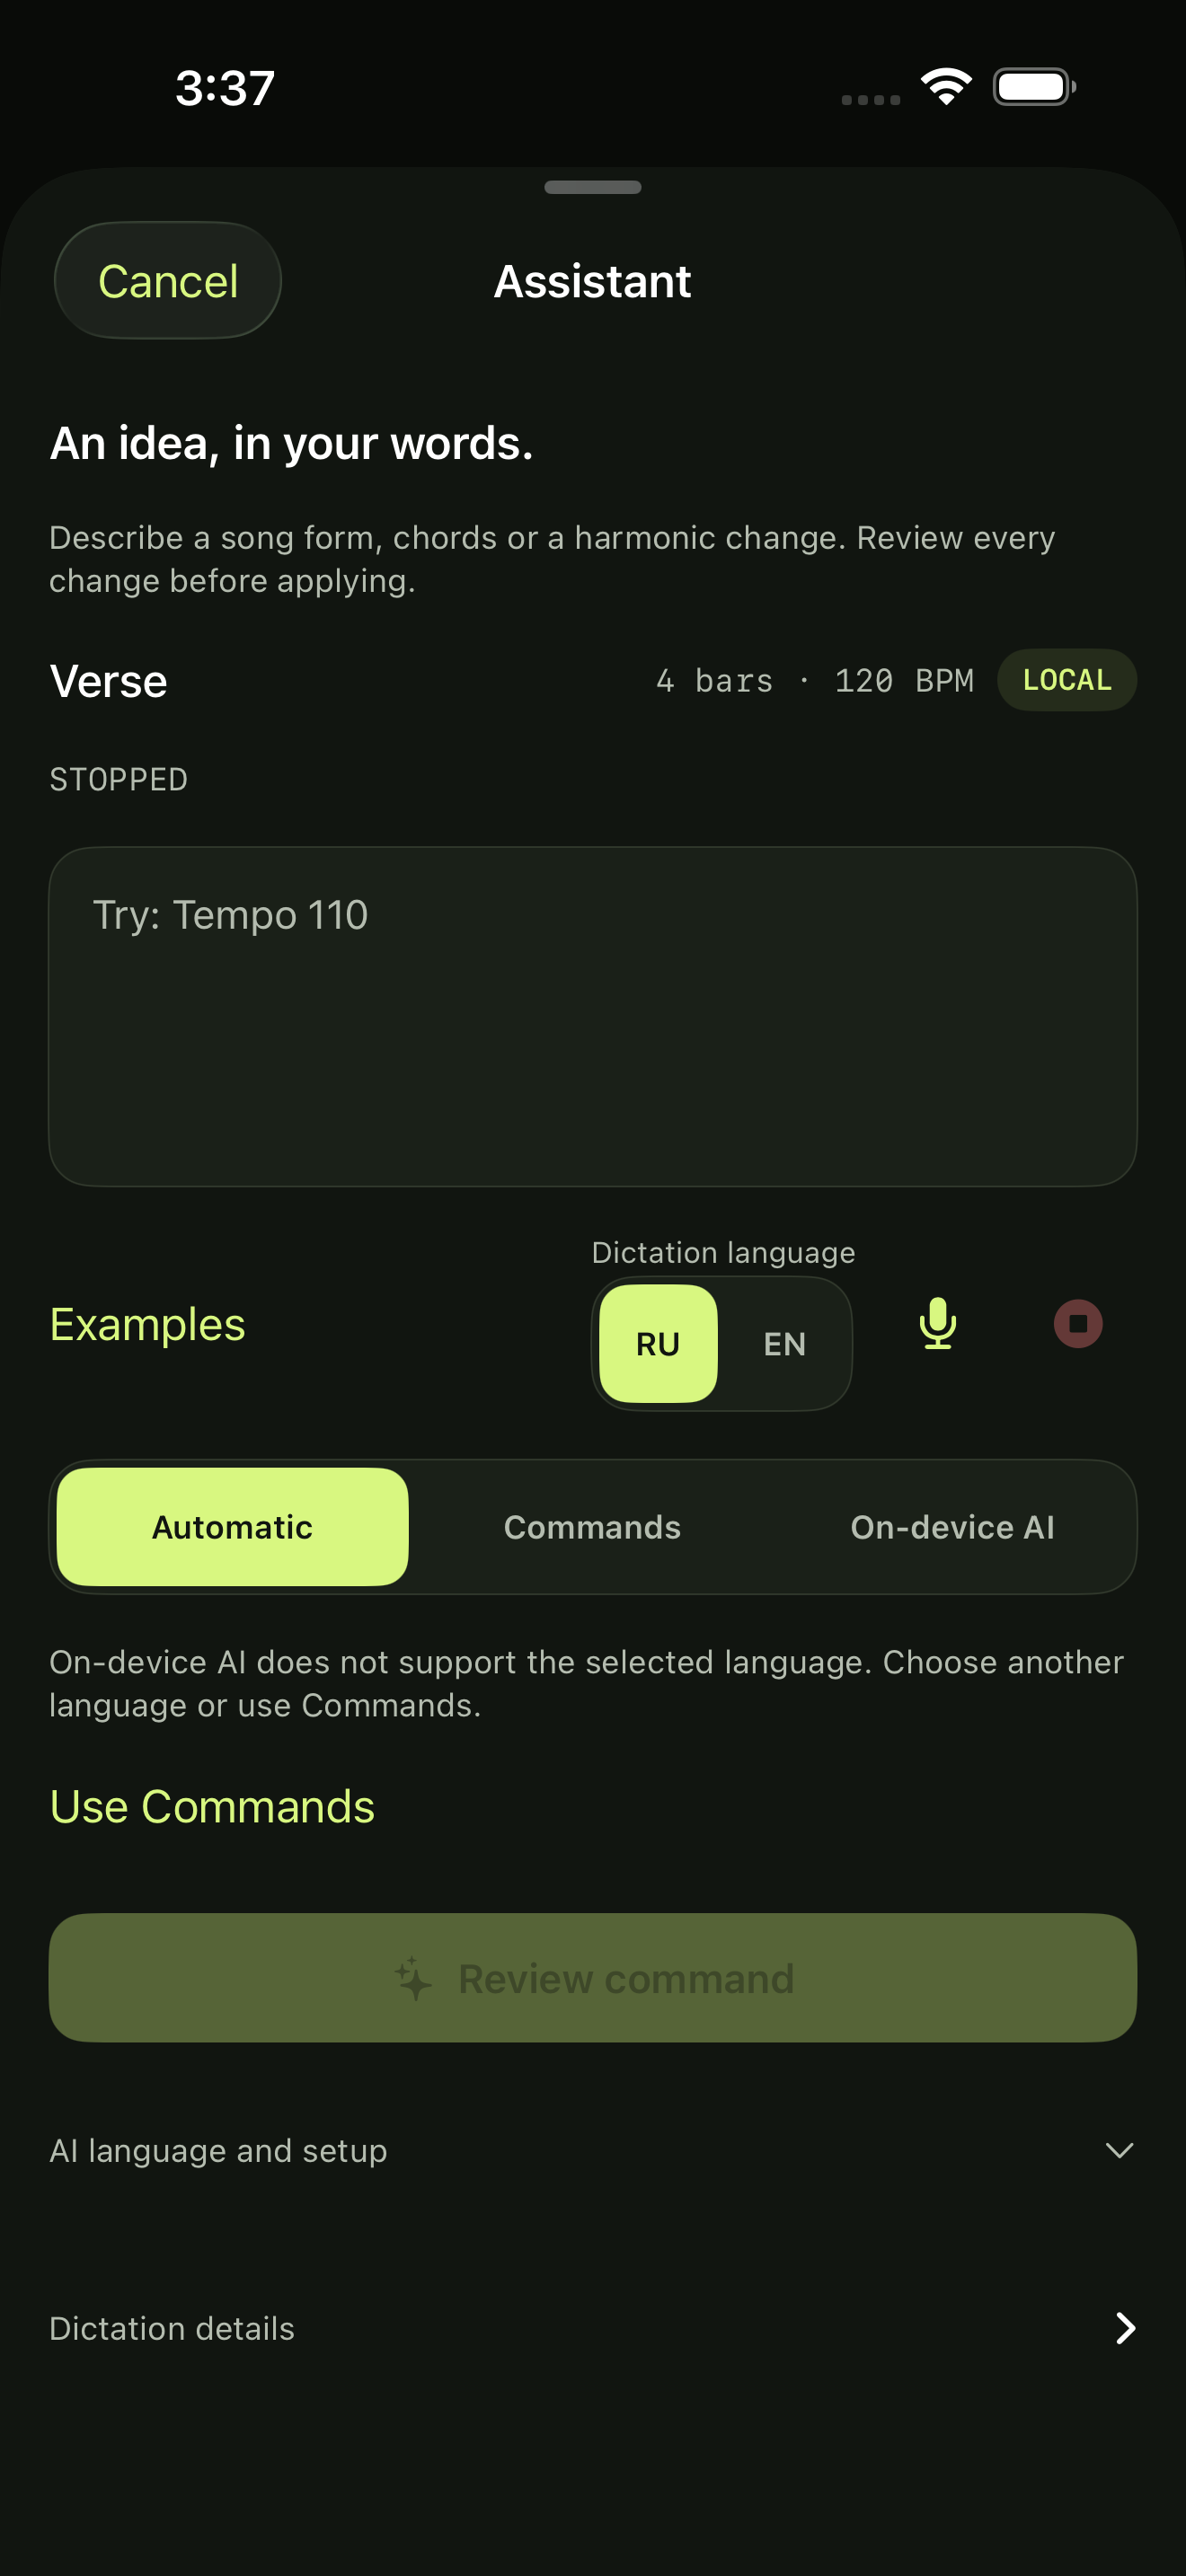 3:37
Cancel
Assistant
An idea, in your words.
Describe a song form, chords or a harmonic change. Review every
change before applying.
Verse
4 bars · 120 BPM
LOCAL
STOPPED
Try: Tempo 110
Dictation language
Examples
RU
EN
Automatic
Commands
On-device AI
On-device AI does not support the selected language. Choose another
language or use Commands.
Use Commands
Review command
AI language and setup
Dictation details